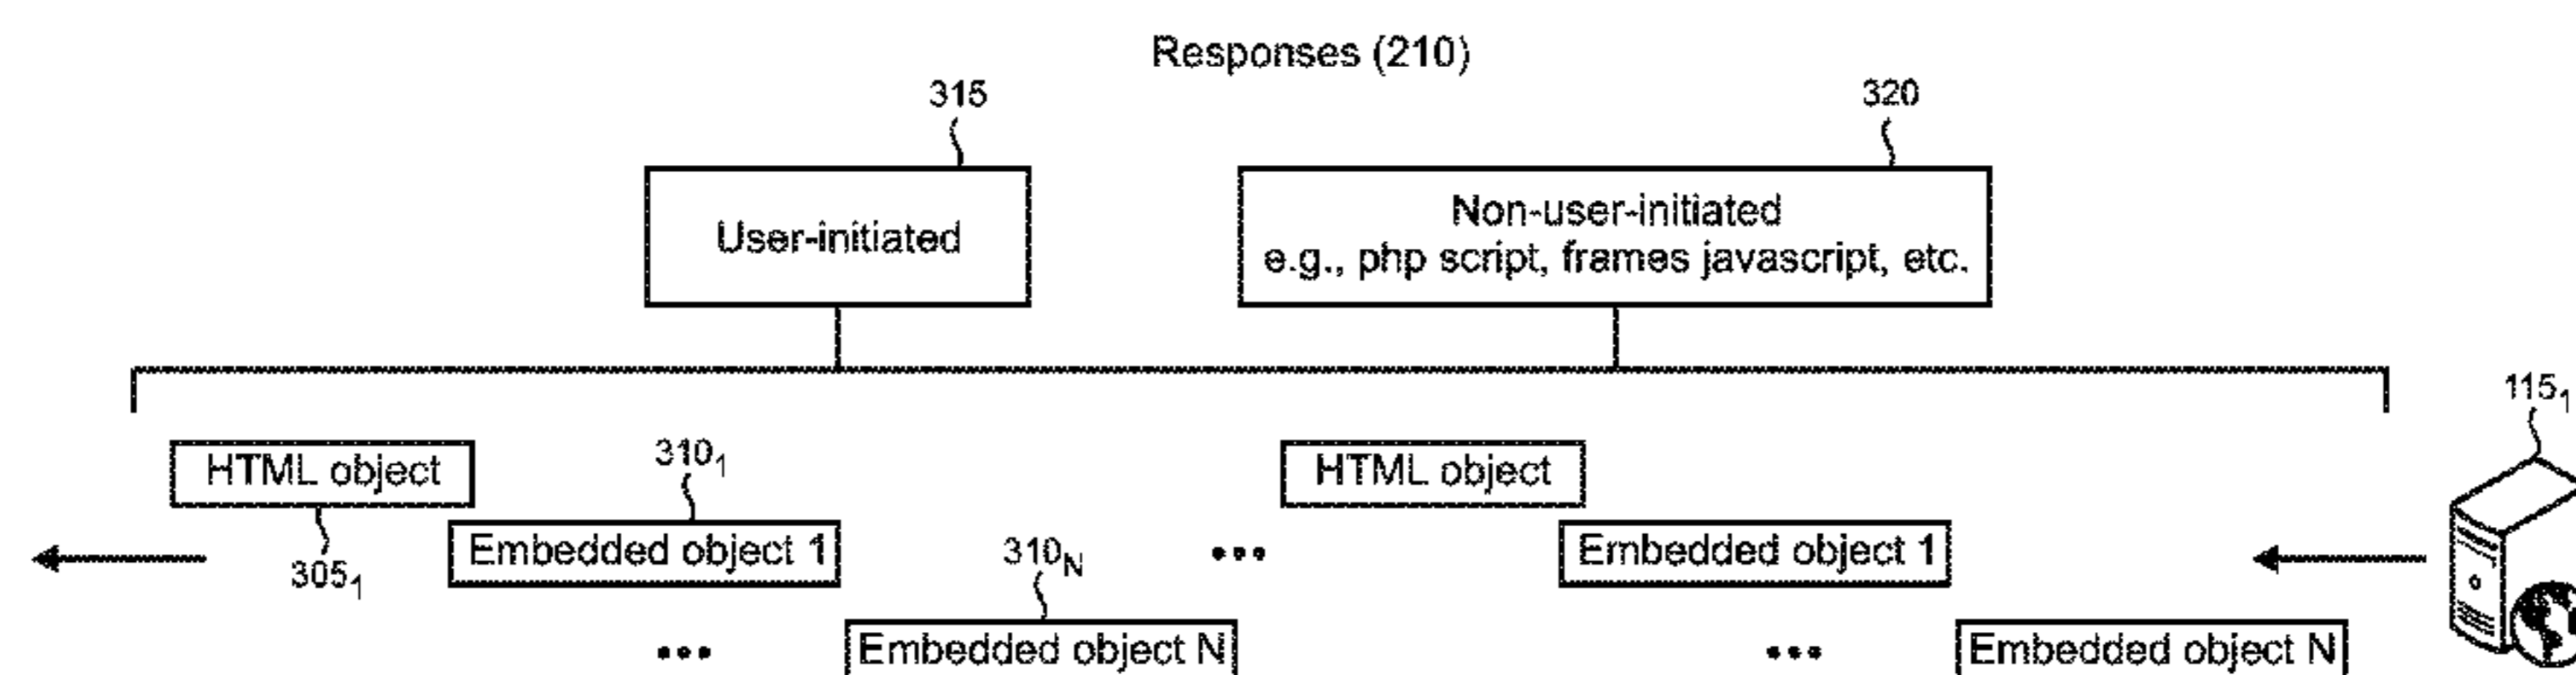 Responses (210)
315
320
User-initiated
Non-user-initiated
e.g., php script, frames javascript, etc.
115₁
HTML object
310₁
HTML object
305₁
Embedded object 1
310N
•••
Embedded object 1
•••
Embedded object N
•••
Embedded object N